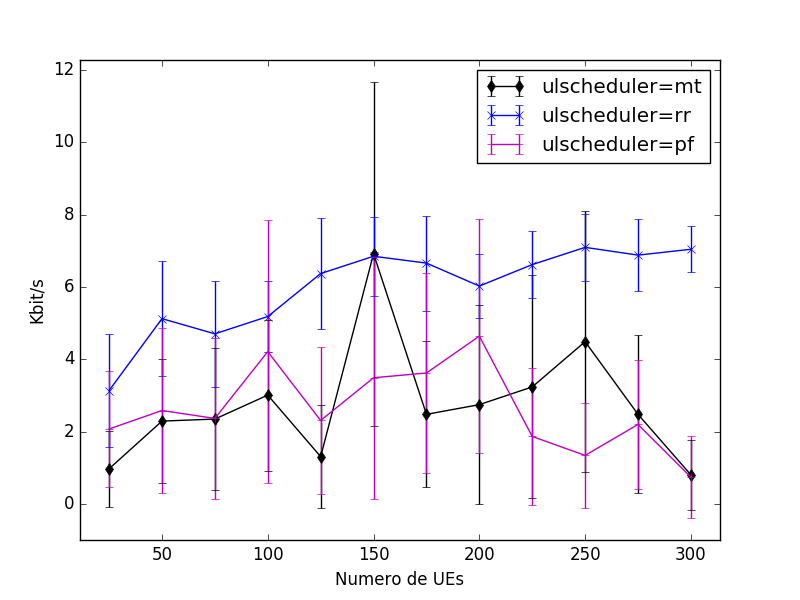 12
10
8
6
4
2
0
Kbit/s
ulscheduler=mt
ulscheduler=rr
ulscheduler=pf
50 100 150 200 250 300
Numero de UEs